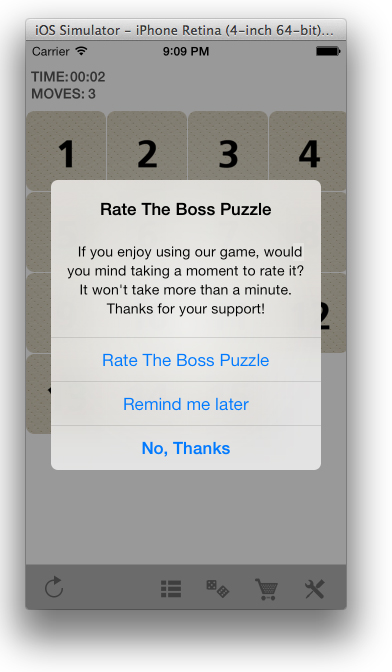 iOS Simulator – iPhone Retina (4-inch 64-bit)...
Carrier 9:09 PM
TIME:00:02
MOVES: 3
1 2 3 4
Rate The Boss Puzzle
If you enjoy using our game, would
you mind taking a moment to rate it?
It won't take more than a minute.
Thanks for your support!
2
Rate The Boss Puzzle
Remind me later
No, Thanks